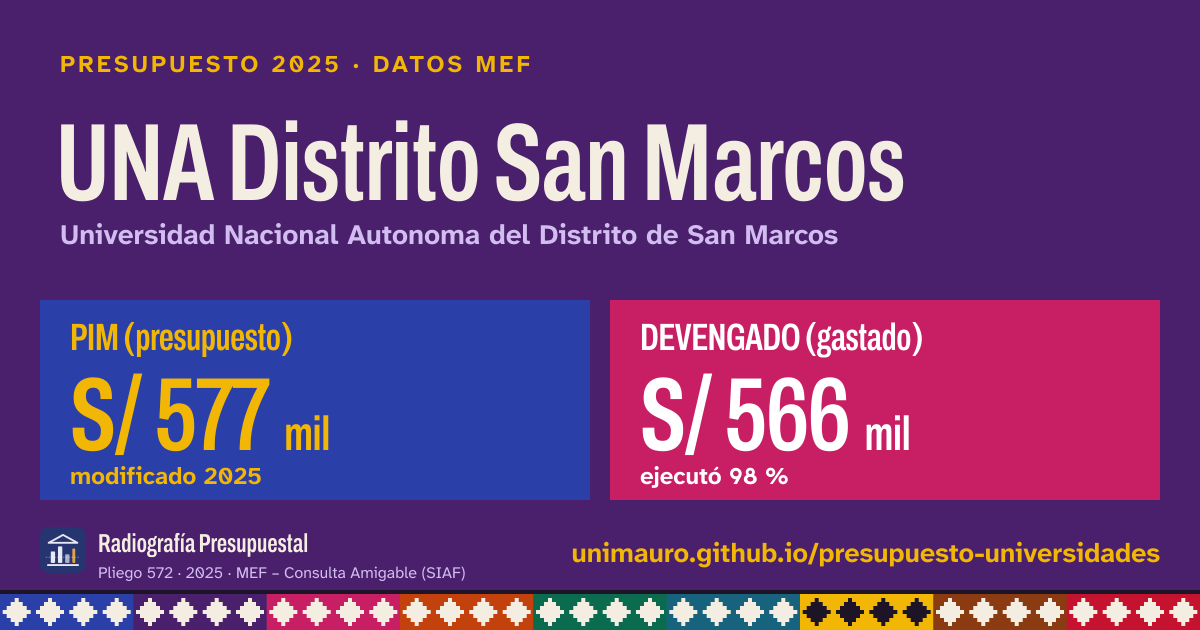 PRESUPUESTO 2025 · DATOS MEF
UNA Distrito San Marcos
Universidad Nacional Autonoma del Distrito de San Marcos
PIM (presupuesto)
S/ 577 mil
modificado 2025
DEVENGADO (gastado)
S/ 566 mil
ejecutó 98 %
Radiografía Presupuestal
Pliego 572 · 2025 · MEF – Consulta Amigable (SIAF)
unimauro.github.io/presupuesto-universidades